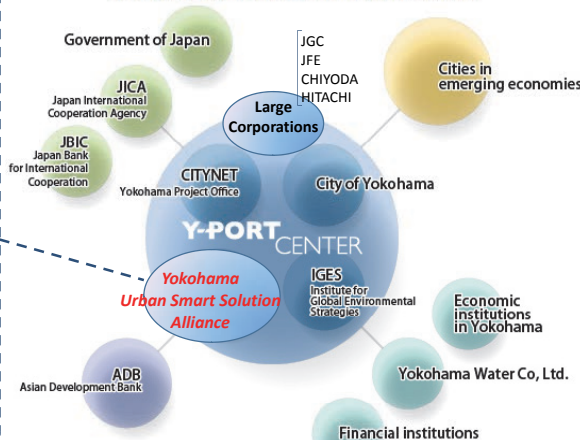 Government of Japan
JGC
JFE
CHIYODA
HITACHI
JICA
Japan International
Cooperation Agency
Cities in
emerging economies
Large
Corporations
JBIC
Japan Bank
for International
Cooperation
CITYNET
Yokohama Project Office
City of Yokohama
Y-PORT CENTER
Yokohama
Urban Smart Solution
Alliance
IGES
Institute for
Global Environmental
Strategies
Economic
institutions
in Yokohama
ADB
Asian Development Bank
Yokohama Water Co, Ltd.
Financial institutions